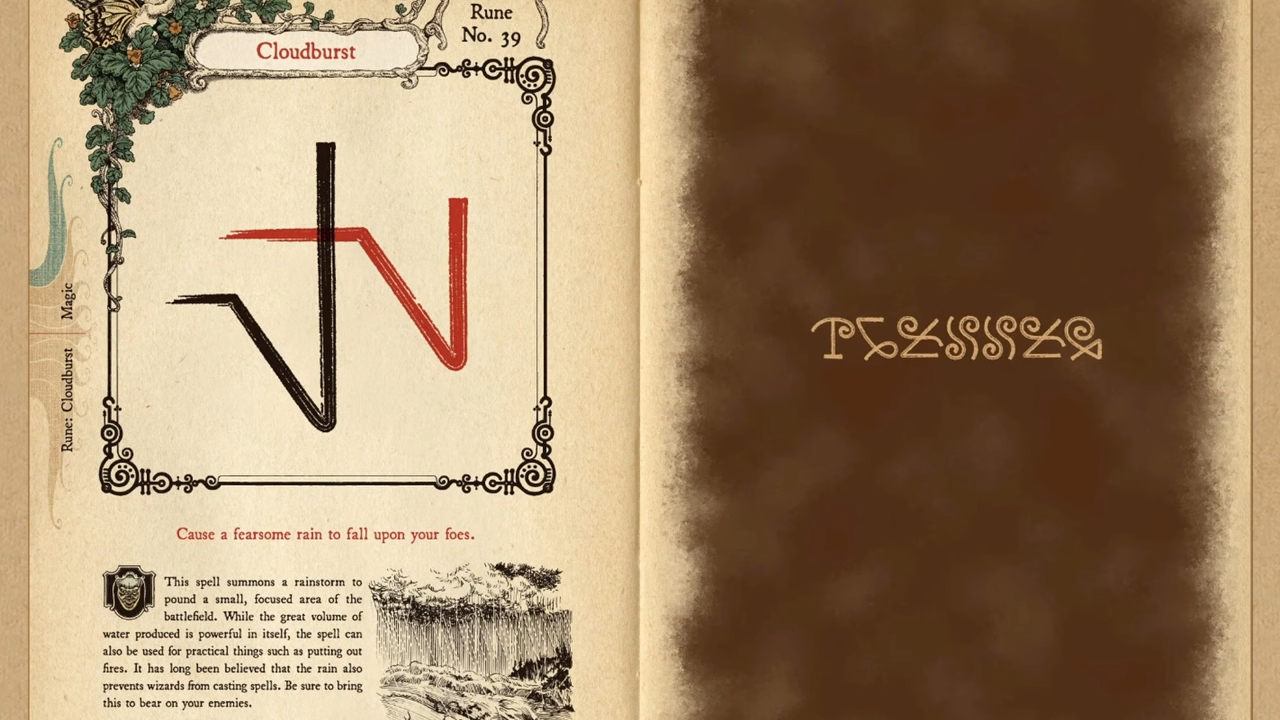 Rune
No. 39
Cloudburst
Magic
Rune: Cloudburst
Cause a fearsome rain to fall upon your foes.
This spell summons a rainstorm to
pound a small, focused area of the
battlefield. While the great volume of
water produced is powerful in itself, the spell can
also be used for practical things such as putting out
fires. It has long been believed that the rain also
prevents wizards from casting spells. Be sure to bring
this to bear on your enemies.